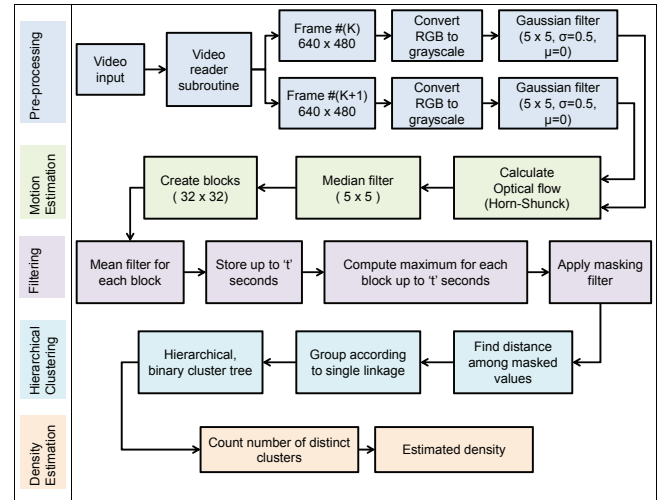 Pre-processing
Video
input
Video
reader
subroutine
Frame #(K)
640 x 480
Convert
RGB to
grayscale
Gaussian filter
(5 x 5, σ=0.5,
μ=0)
Frame #(K+1)
640 x 480
Convert
RGB to
grayscale
Gaussian filter
(5 x 5, σ=0.5,
μ=0)
Motion
Estimation
Create blocks
( 32 x 32)
Median filter
( 5 x 5 )
Calculate
Optical flow
(Horn-Shunck)
Filtering
Mean filter for
each block
Store up to ‘t’
seconds
Compute maximum for each
block up to ‘t’ seconds
Apply masking
filter
Hierarchical
Clustering
Hierarchical,
binary cluster tree
Group according
to single linkage
Find distance
among masked
values
Density
Estimation
Count number of distinct
clusters
Estimated density